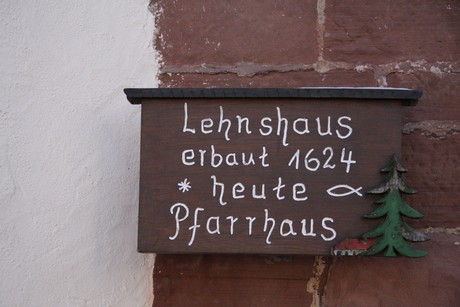 Lehnshaus
erbaut 1624
* heute
Pfarrhaus